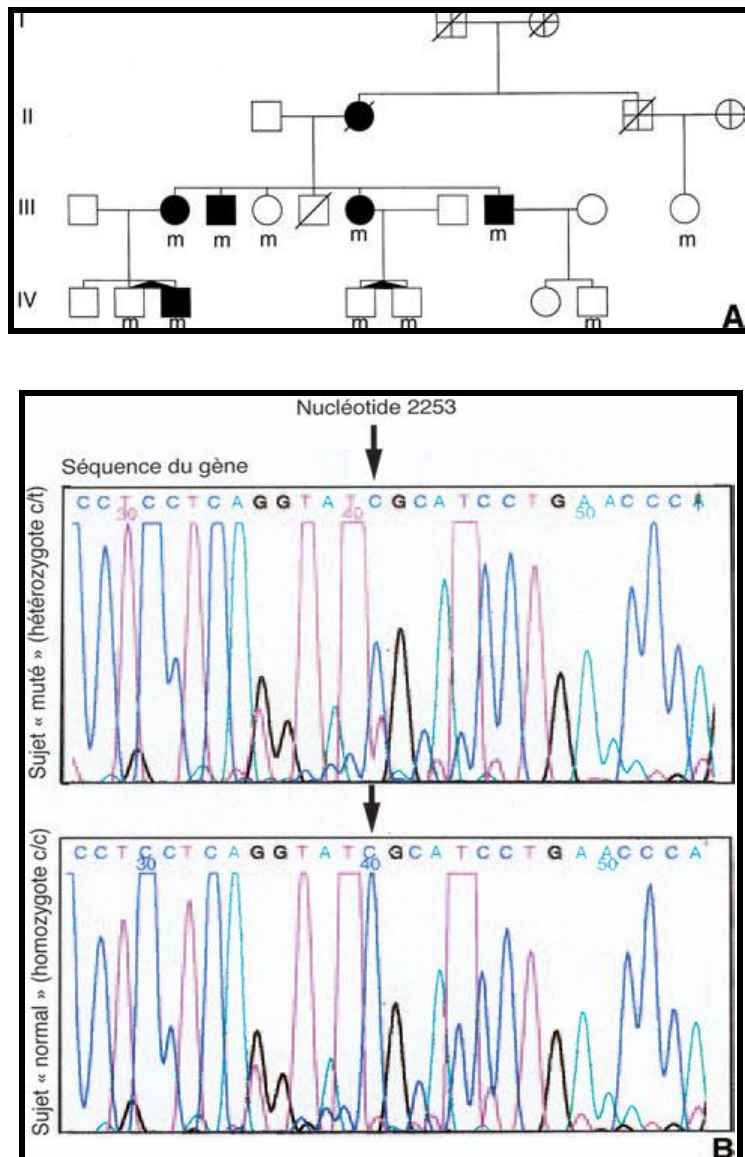 I
II
III
m m m m m m
IV
m m m m m
A
Nucléotide 2253
Séquence du gène
C C T C C T C A G G T A T C G C A T C C T G A A C C C A
30 40 50
Sujet « muté » (hétérozygote c/t)
C C T C C T C A G G T A T C G C A T C C T G A A C C C A
30 40 50
Sujet « normal » (homozygote c/c)
B